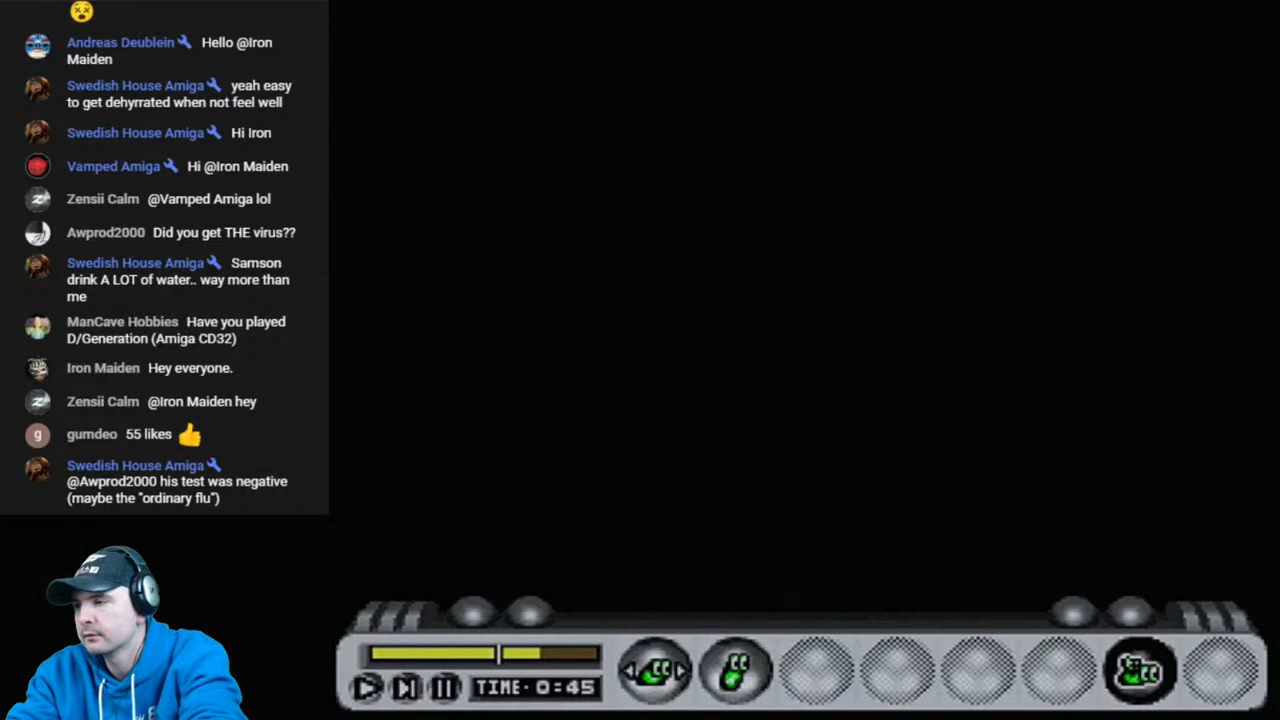 Andreas Deublein Hello @Iron
Maiden
Swedish House Amiga yeah easy
to get dehyrrated when not feel well
Swedish House Amiga Hi Iron
Vamped Amiga Hi @Iron Maiden
Zensii Calm @Vamped Amiga lol
Awprod2000 Did you get THE virus??
Swedish House Amiga Samson
drink A LOT of water.. way more than
me
ManCave Hobbies Have you played
D/Generation (Amiga CD32)
Iron Maiden Hey everyone.
Zensii Calm @Iron Maiden hey
g gumdeo 55 likes
Swedish House Amiga
@Awprod2000 his test was negative
(maybe the "ordinary flu")
TIME·0:45